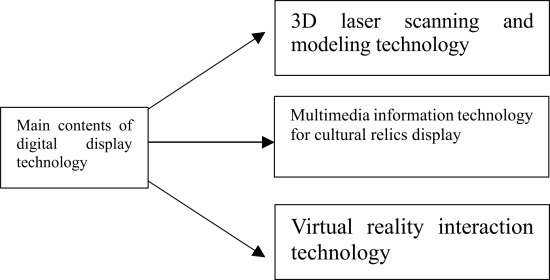 3D laser scanning and
modeling technology
Main contents of
digital display
technology
Multimedia information technology
for cultural relics display
Virtual reality interaction
technology